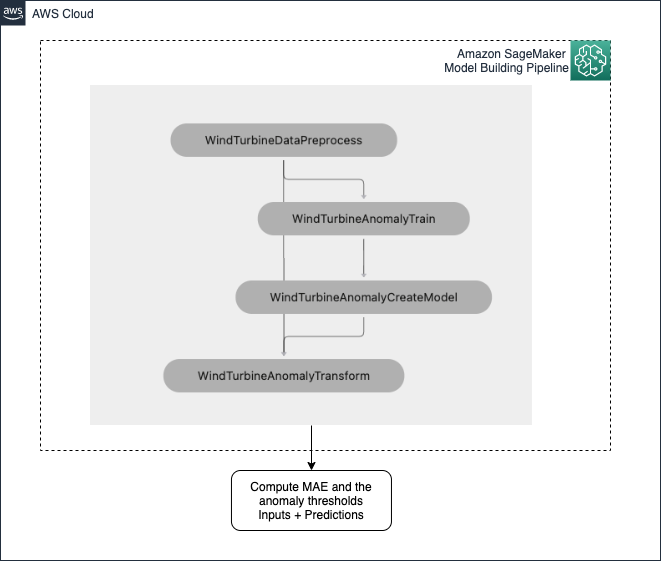 aws
AWS Cloud
Amazon SageMaker
Model Building Pipeline
WindTurbineDataPreprocess
WindTurbineAnomalyTrain
WindTurbineAnomalyCreateModel
WindTurbineAnomalyTransform
Compute MAE and the
anomaly thresholds
Inputs + Predictions